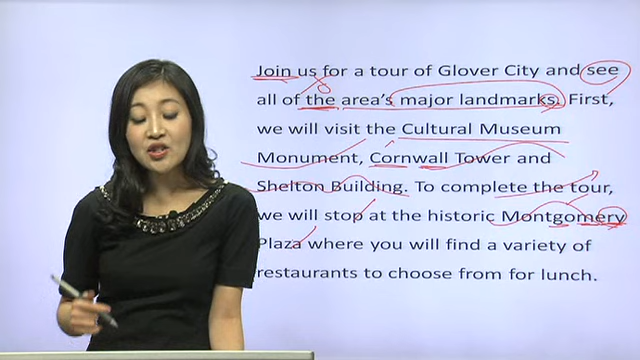 Join us for a tour of Glover City and see
all of the area's major landmarks. First,
we will visit the Cultural Museum
Monument, Cornwall Tower and
Shelton Building. To complete the tour,
we will stop at the historic Montgomery
Plaza where you will find a variety of
restaurants to choose from for lunch.